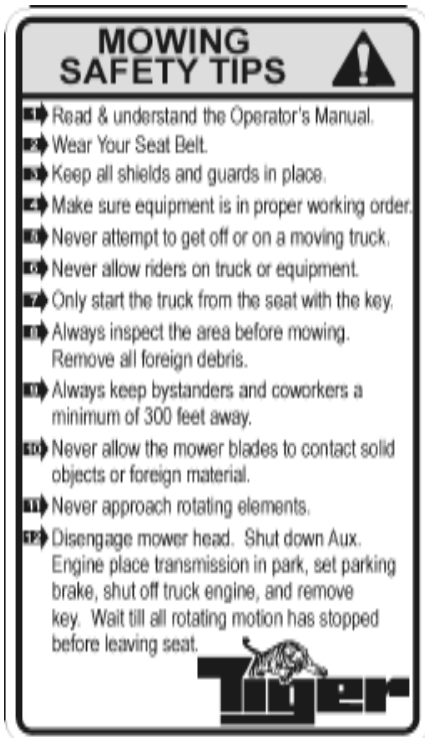 MOWING
SAFETY TIPS
1 Read & understand the Operator's Manual.
2 Wear Your Seat Belt.
3 Keep all shields and guards in place.
4 Make sure equipment is in proper working order.
5 Never attempt to get off or on a moving truck.
6 Never allow riders on truck or equipment.
7 Only start the truck from the seat with the key.
8 Always inspect the area before mowing.
Remove all foreign debris.
9 Always keep bystanders and coworkers a
minimum of 300 feet away.
10 Never allow the mower blades to contact solid
objects or foreign material.
11 Never approach rotating elements.
12 Disengage mower head. Shut down Aux.
Engine place transmission in park, set parking
brake, shut off truck engine, and remove
key. Wait till all rotating motion has stopped
before leaving seat.
Tiger